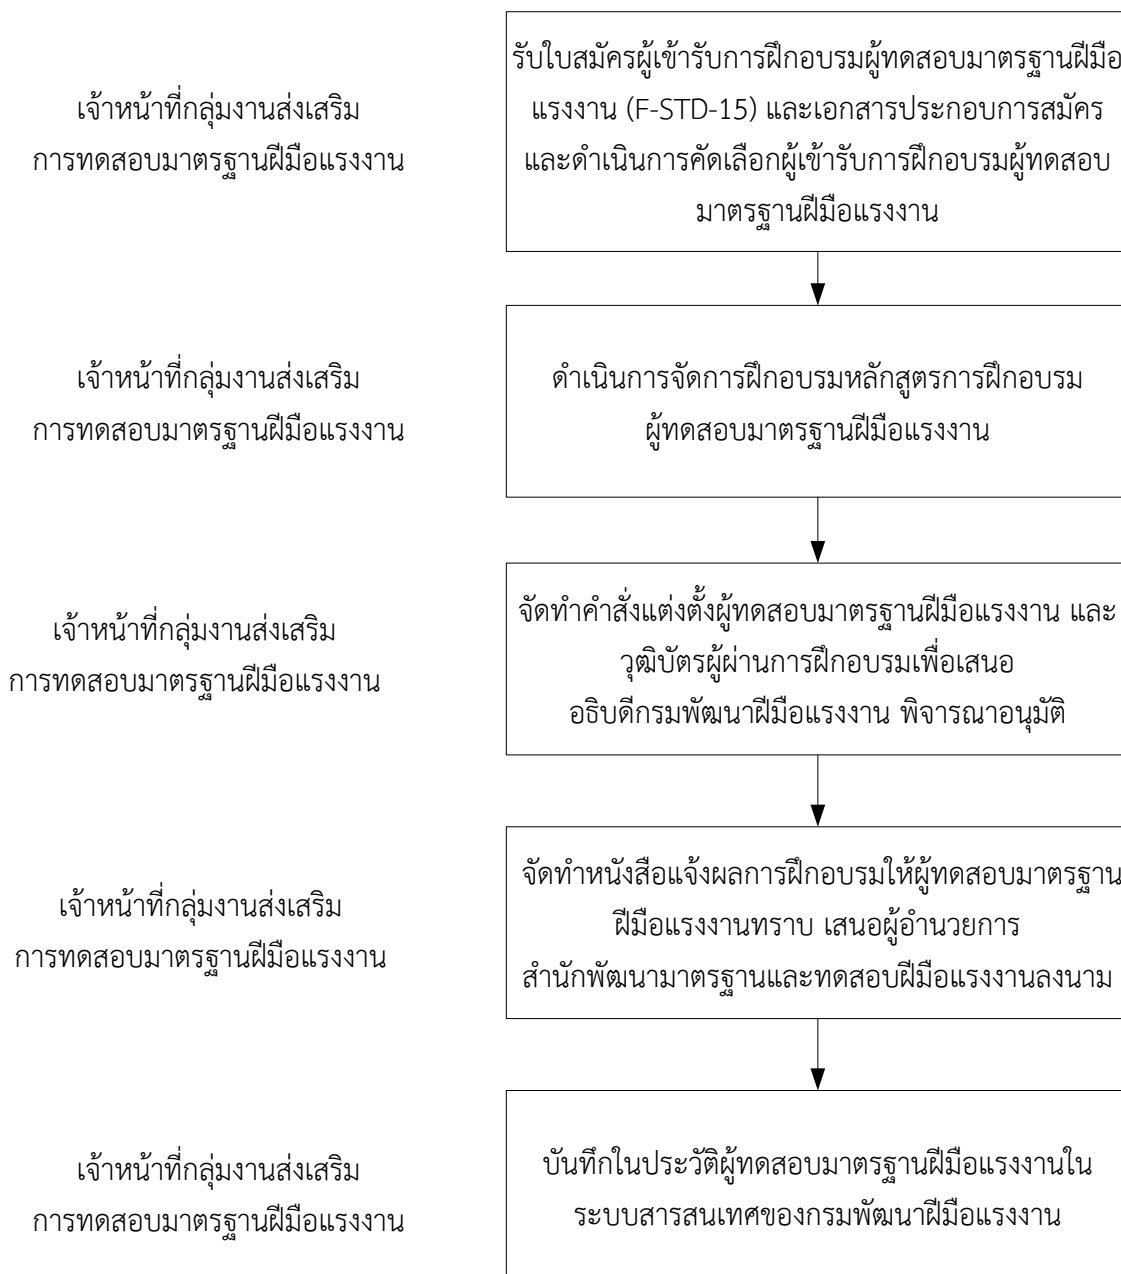 เจ้าหน้าที่กลุ่มงานส่งเสริม
การทดสอบมาตรฐานฝีมือแรงงาน
รับใบสมัครผู้เข้ารับการฝึกอบรมผู้ทดสอบมาตรฐานฝีมือ
แรงงาน (F-STD-15) และเอกสารประกอบการสมัคร
และดำเนินการคัดเลือกผู้เข้ารับการฝึกอบรมผู้ทดสอบ
มาตรฐานฝีมือแรงงาน
เจ้าหน้าที่กลุ่มงานส่งเสริม
การทดสอบมาตรฐานฝีมือแรงงาน
ดำเนินการจัดการฝึกอบรมหลักสูตรการฝึกอบรม
ผู้ทดสอบมาตรฐานฝีมือแรงงาน
เจ้าหน้าที่กลุ่มงานส่งเสริม
การทดสอบมาตรฐานฝีมือแรงงาน
จัดทำคำสั่งแต่งตั้งผู้ทดสอบมาตรฐานฝีมือแรงงาน และ
วุฒิบัตรผู้ผ่านการฝึกอบรมเพื่อเสนอ
อธิบดีกรมพัฒนาฝีมือแรงงาน พิจารณาอนุมัติ
เจ้าหน้าที่กลุ่มงานส่งเสริม
การทดสอบมาตรฐานฝีมือแรงงาน
จัดทำหนังสือแจ้งผลการฝึกอบรมให้ผู้ทดสอบมาตรฐาน
ฝีมือแรงงานทราบ เสนอผู้อำนวยการ
สำนักพัฒนามาตรฐานและทดสอบฝีมือแรงงานลงนาม
เจ้าหน้าที่กลุ่มงานส่งเสริม
การทดสอบมาตรฐานฝีมือแรงงาน
บันทึกในประวัติผู้ทดสอบมาตรฐานฝีมือแรงงานใน
ระบบสารสนเทศของกรมพัฒนาฝีมือแรงงาน